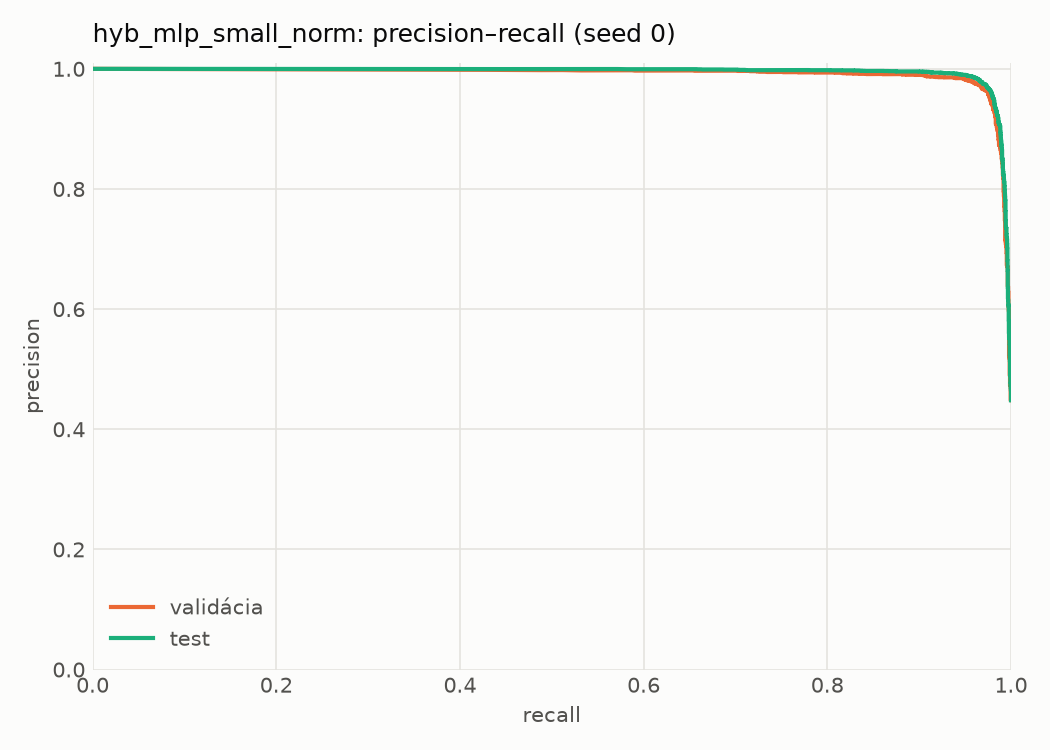 hyb_mlp_small_norm: precision–recall (seed 0)
1.0
0.8
0.6
0.4
0.2
0.0
precision
validácia
test
0.0 0.2 0.4 0.6 0.8 1.0
recall